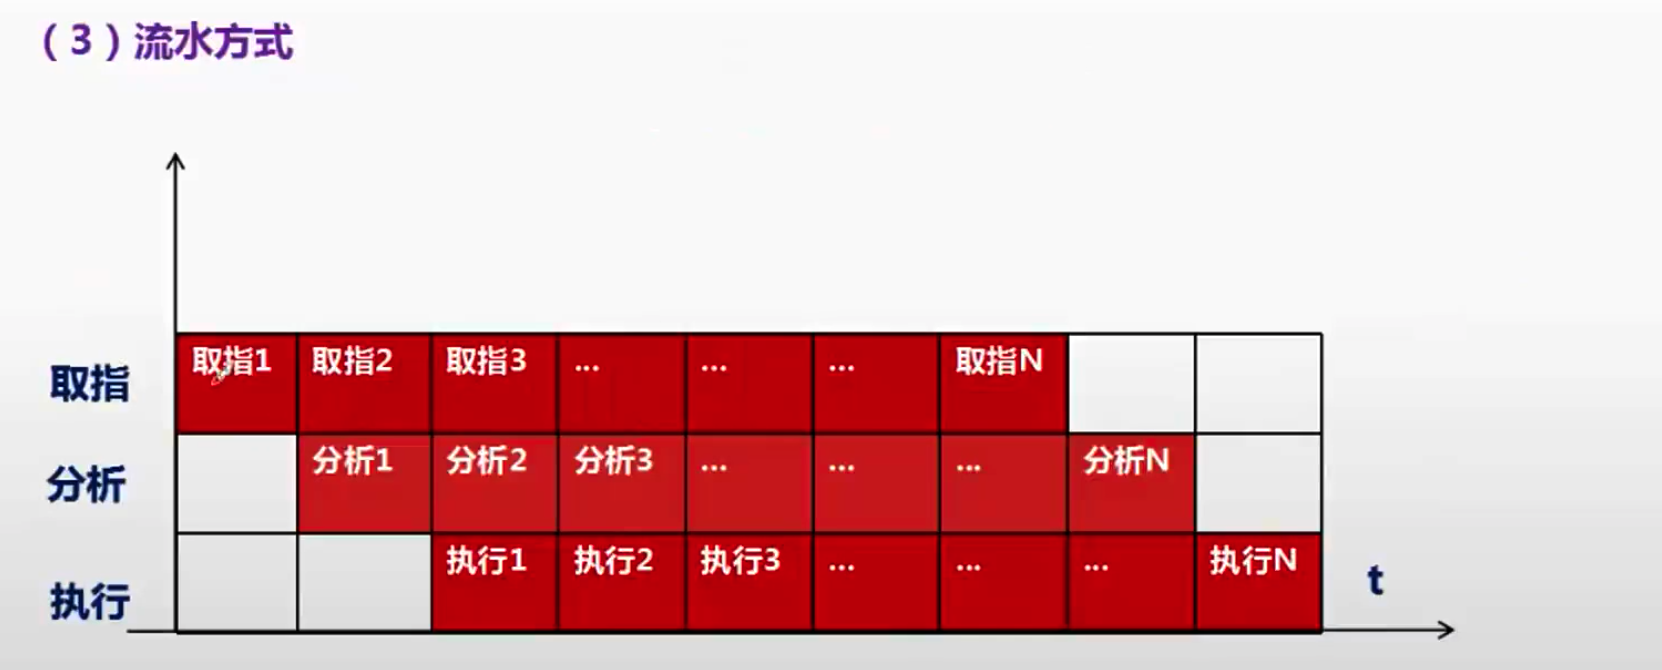 （3）流水方式
取指 取指1 取指2 取指3 ... ... ... 取指N
分析 分析1 分析2 分析3 ... ... ... 分析N
执行 执行1 执行2 执行3 ... ... ... 执行N t